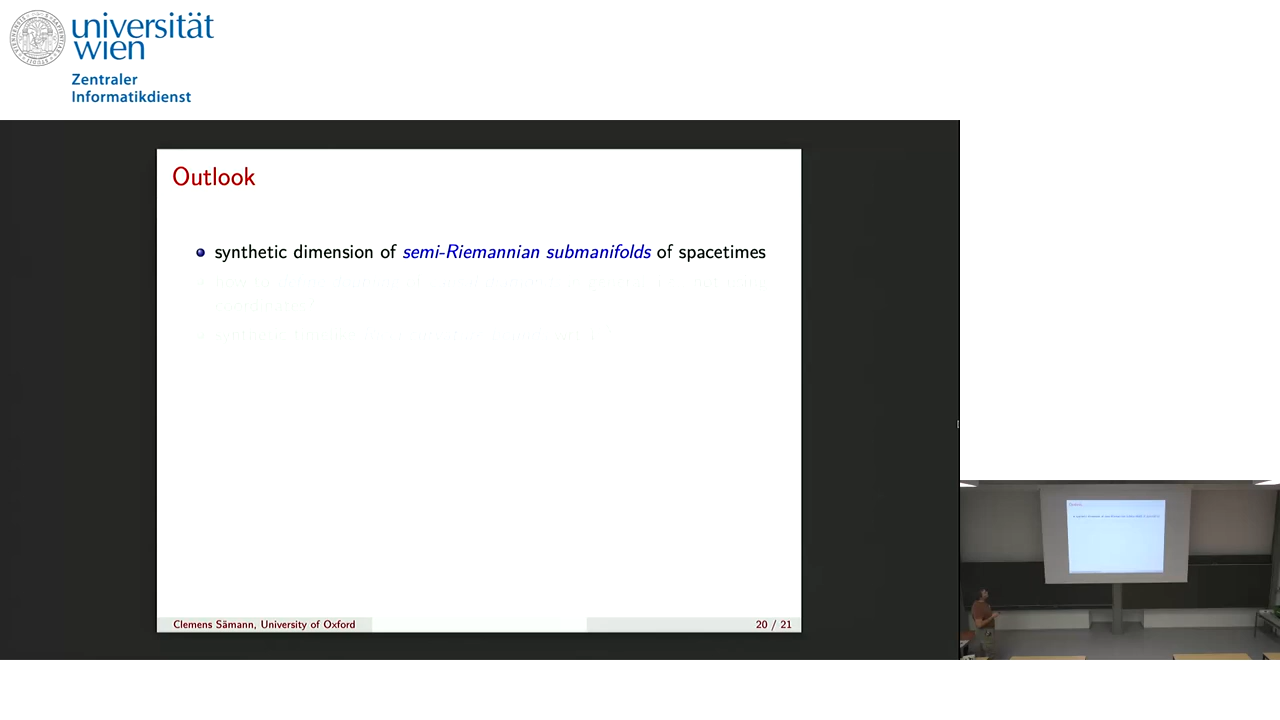 universität
wien
Zentraler
Informatikdienst
Outlook
synthetic dimension of semi-Riemannian submanifolds of spacetimes
Clemens Sämann, University of Oxford
20 / 21